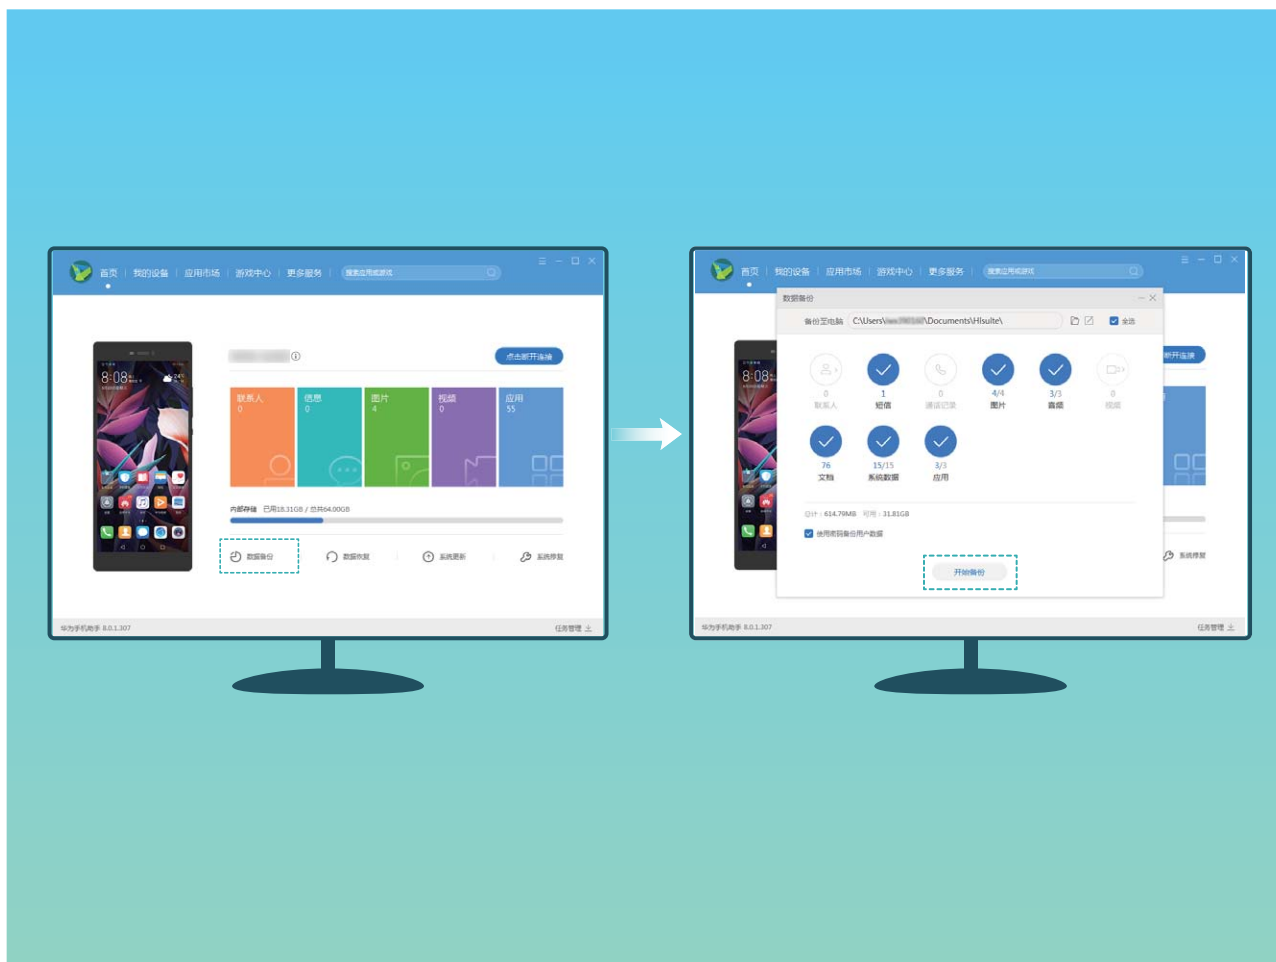 首页 我的设备 应用市场 游戏中心 更多服务 搜索应用或游戏
8:08
24°
点击断开连接
联系人 信息 图片 视频 应用
0 0 4 0 55
内部存储 已用18.31GB / 总共64.00GB
数据备份 数据恢复 系统更新 系统修复
华为手机助手 8.0.1.307 任务管理
首页 我的设备 应用市场 游戏中心 更多服务 搜索应用或游戏
数据备份
备份至电脑 C:\Users\ \Documents\HIsuite\ 全选
8:08
断开连接
0 1 0 4/4 3/3 0
联系人 短信 通话记录 图片 音频 视频
76 15/15 3/3
文档 系统数据 应用
总计：614.79MB 可用：31.81GB
使用密码备份用户数据
开始备份
系统修复
华为手机助手 8.0.1.307 任务管理